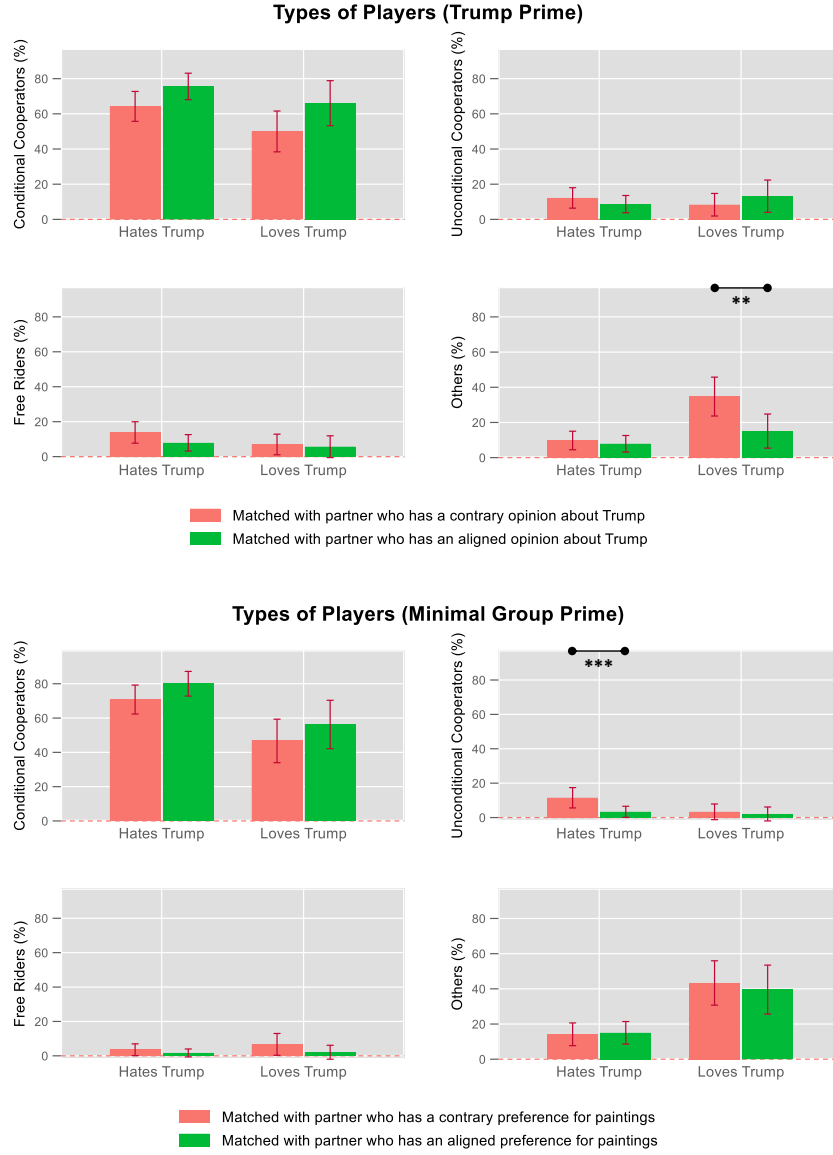 Types of Players (Trump Prime)
Conditional Cooperators (%)
80
60
40
20
0
Hates Trump
Loves Trump
Unconditional Cooperators (%)
80
60
40
20
0
Hates Trump
Loves Trump
Free Riders (%)
80
60
40
20
0
Hates Trump
Loves Trump
Others (%)
80
60
40
20
0
**
Hates Trump
Loves Trump
Matched with partner who has a contrary opinion about Trump
Matched with partner who has an aligned opinion about Trump
Types of Players (Minimal Group Prime)
Conditional Cooperators (%)
80
60
40
20
0
Hates Trump
Loves Trump
Unconditional Cooperators (%)
80
60
40
20
0
***
Hates Trump
Loves Trump
Free Riders (%)
80
60
40
20
0
Hates Trump
Loves Trump
Others (%)
80
60
40
20
0
Hates Trump
Loves Trump
Matched with partner who has a contrary preference for paintings
Matched with partner who has an aligned preference for paintings